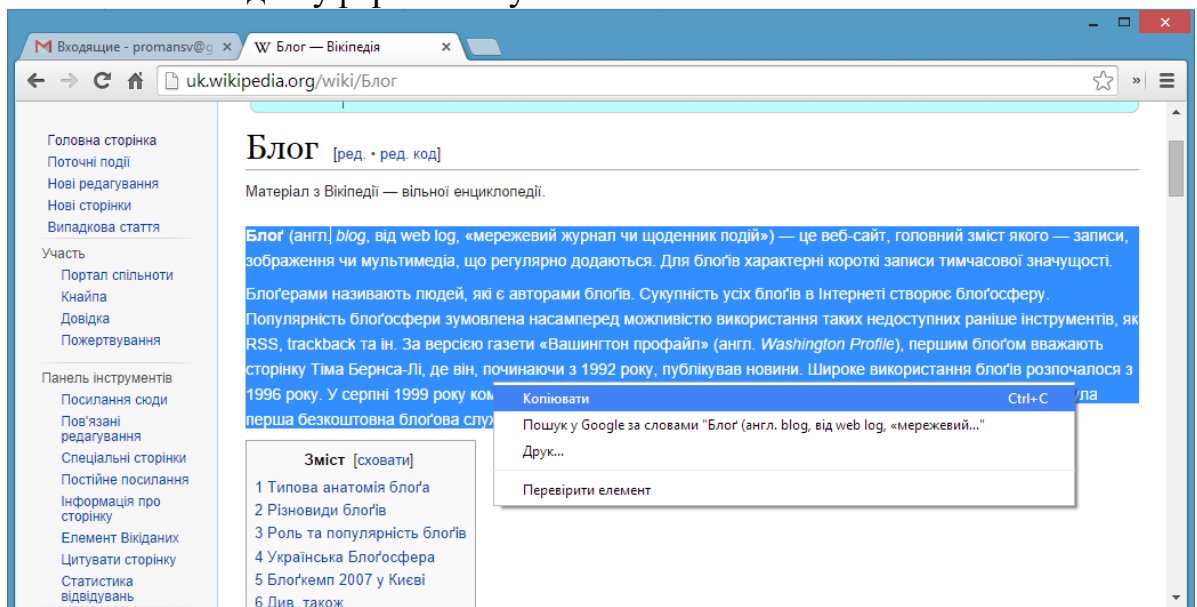 Входящие - promansv@g
Блог — Вікіпедія
uk.wikipedia.org/wiki/Блог
Головна сторінка
Поточні події
Нові редагування
Нові сторінки
Випадкова стаття
Участь
Портал спільноти
Кнайпа
Довідка
Пожертвування
Панель інструментів
Посилання сюди
Пов'язані
редагування
Спеціальні сторінки
Постійне посилання
Інформація про
сторінку
Елемент Вікіданих
Цитувати сторінку
Статистика
відвідувань
Блог [ред. • ред. код]
Матеріал з Вікіпедії — вільної енциклопедії.
Блоґ (англ. blog, від web log, «мережевий журнал чи щоденник подій») — це веб-сайт, головний зміст якого — записи,
зображення чи мультимедіа, що регулярно додаються. Для блоґів характерні короткі записи тимчасової значущості.
Блоґерами називають людей, які є авторами блоґів. Сукупність усіх блоґів в Інтернеті створює блоґосферу.
Популярність блоґосфери зумовлена насамперед можливістю використання таких недоступних раніше інструментів, як
RSS, trackback та ін. За версією газети «Вашингтон профайл» (англ. Washington Profile), першим блоґом вважають
сторінку Тіма Бернса-Лі, де він, починаючи з 1992 року, публікував новини. Широке використання блоґів розпочалося з
1996 року. У серпні 1999 року
перша безкоштовна блоґова
Копіювати Ctrl+C
Пошук у Google за словами "Блоґ (англ. blog, від web log, «мережевий..."
Друк...
Перевірити елемент
Зміст [сховати]
1 Типова анатомія блоґа
2 Різновиди блоґів
3 Роль та популярність блоґів
4 Українська Блоґосфера
5 Блоґкемп 2007 у Києві
6 Див. також